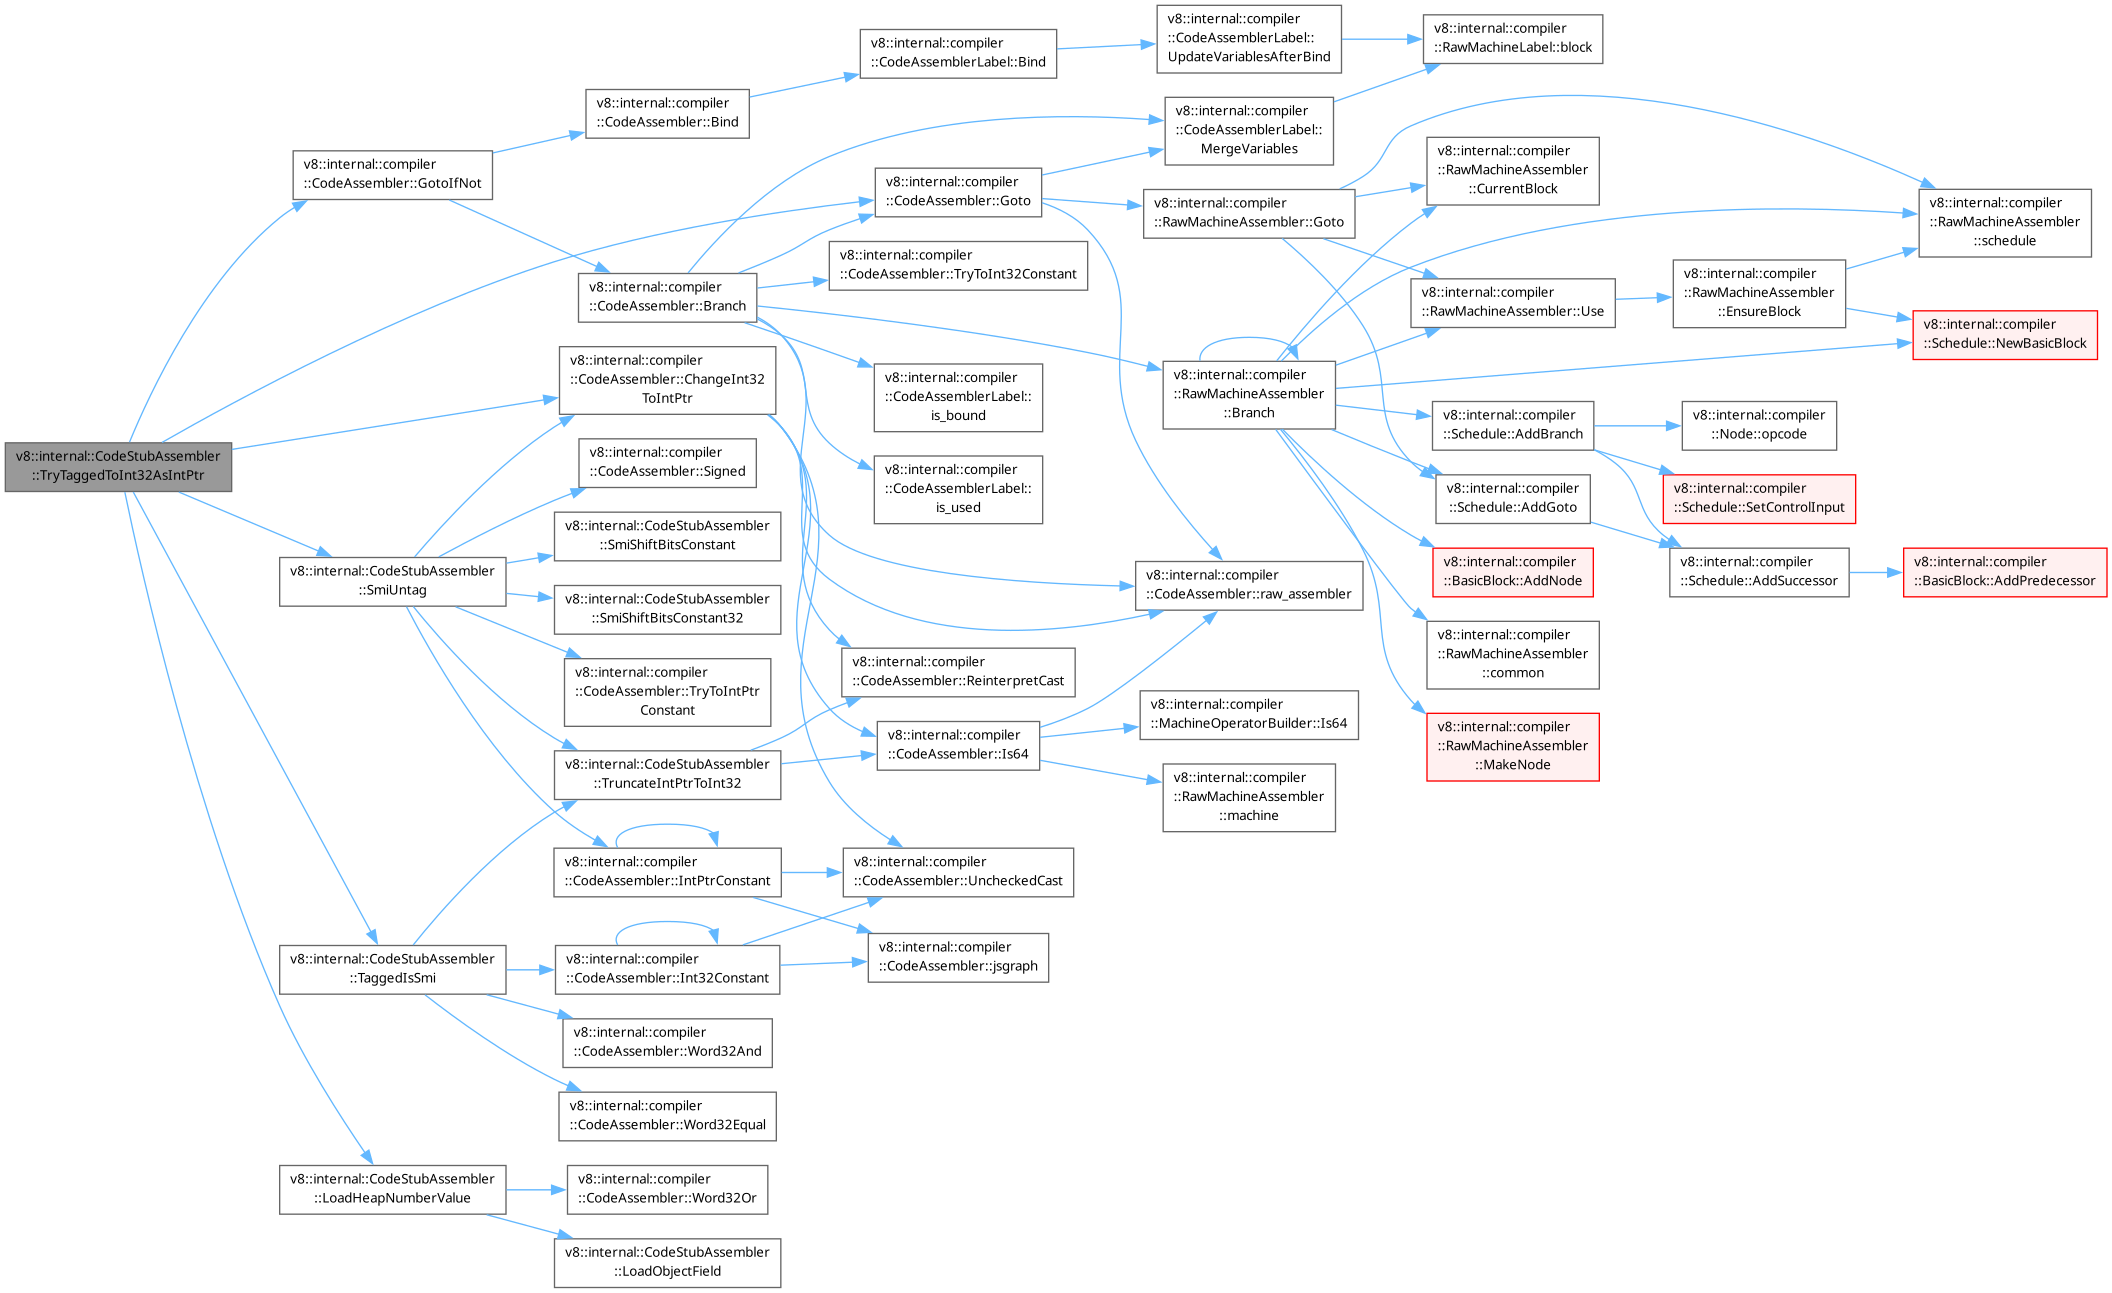 v8::internal::CodeStubAssembler
::TryTaggedToInt32AsIntPtr
v8::internal::compiler
::CodeAssembler::GotoIfNot
v8::internal::compiler
::CodeAssembler::Bind
v8::internal::compiler
::CodeAssemblerLabel::Bind
v8::internal::compiler
::CodeAssemblerLabel::
UpdateVariablesAfterBind
v8::internal::compiler
::RawMachineLabel::block
v8::internal::compiler
::CodeAssembler::Branch
v8::internal::compiler
::CodeAssembler::Goto
v8::internal::compiler
::CodeAssemblerLabel::
MergeVariables
v8::internal::compiler
::RawMachineAssembler::Goto
v8::internal::compiler
::RawMachineAssembler
::CurrentBlock
v8::internal::compiler
::RawMachineAssembler
::schedule
v8::internal::compiler
::CodeAssembler::TryToInt32Constant
v8::internal::compiler
::RawMachineAssembler::Use
v8::internal::compiler
::RawMachineAssembler
::EnsureBlock
v8::internal::compiler
::Schedule::NewBasicBlock
v8::internal::compiler
::CodeAssembler::ChangeInt32
ToIntPtr
v8::internal::compiler
::CodeAssemblerLabel::
is_bound
v8::internal::compiler
::RawMachineAssembler
::Branch
v8::internal::compiler
::Schedule::AddBranch
v8::internal::compiler
::Node::opcode
v8::internal::compiler
::CodeAssembler::Signed
v8::internal::compiler
::CodeAssemblerLabel::
is_used
v8::internal::compiler
::Schedule::AddGoto
v8::internal::compiler
::Schedule::SetControlInput
v8::internal::CodeStubAssembler
::SmiUntag
v8::internal::CodeStubAssembler
::SmiShiftBitsConstant
v8::internal::compiler
::CodeAssembler::raw_assembler
v8::internal::compiler
::BasicBlock::AddNode
v8::internal::compiler
::Schedule::AddSuccessor
v8::internal::compiler
::BasicBlock::AddPredecessor
v8::internal::CodeStubAssembler
::SmiShiftBitsConstant32
v8::internal::compiler
::RawMachineAssembler
::common
v8::internal::compiler
::CodeAssembler::TryToIntPtr
Constant
v8::internal::compiler
::CodeAssembler::ReinterpretCast
v8::internal::compiler
::MachineOperatorBuilder::Is64
v8::internal::compiler
::RawMachineAssembler
::MakeNode
v8::internal::CodeStubAssembler
::TruncateIntPtrToInt32
v8::internal::compiler
::CodeAssembler::Is64
v8::internal::compiler
::RawMachineAssembler
::machine
v8::internal::compiler
::CodeAssembler::IntPtrConstant
v8::internal::compiler
::CodeAssembler::UncheckedCast
v8::internal::CodeStubAssembler
::TaggedIsSmi
v8::internal::compiler
::CodeAssembler::Int32Constant
v8::internal::compiler
::CodeAssembler::jsgraph
v8::internal::compiler
::CodeAssembler::Word32And
v8::internal::compiler
::CodeAssembler::Word32Equal
v8::internal::CodeStubAssembler
::LoadHeapNumberValue
v8::internal::compiler
::CodeAssembler::Word32Or
v8::internal::CodeStubAssembler
::LoadObjectField